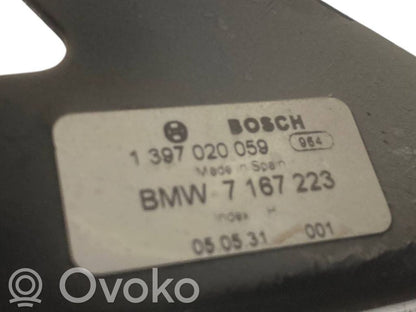 BOSCH
1 397 020 059 964
Made in Spain
BMW 7 167 223
Index H
05.05.31 001
Ovoko